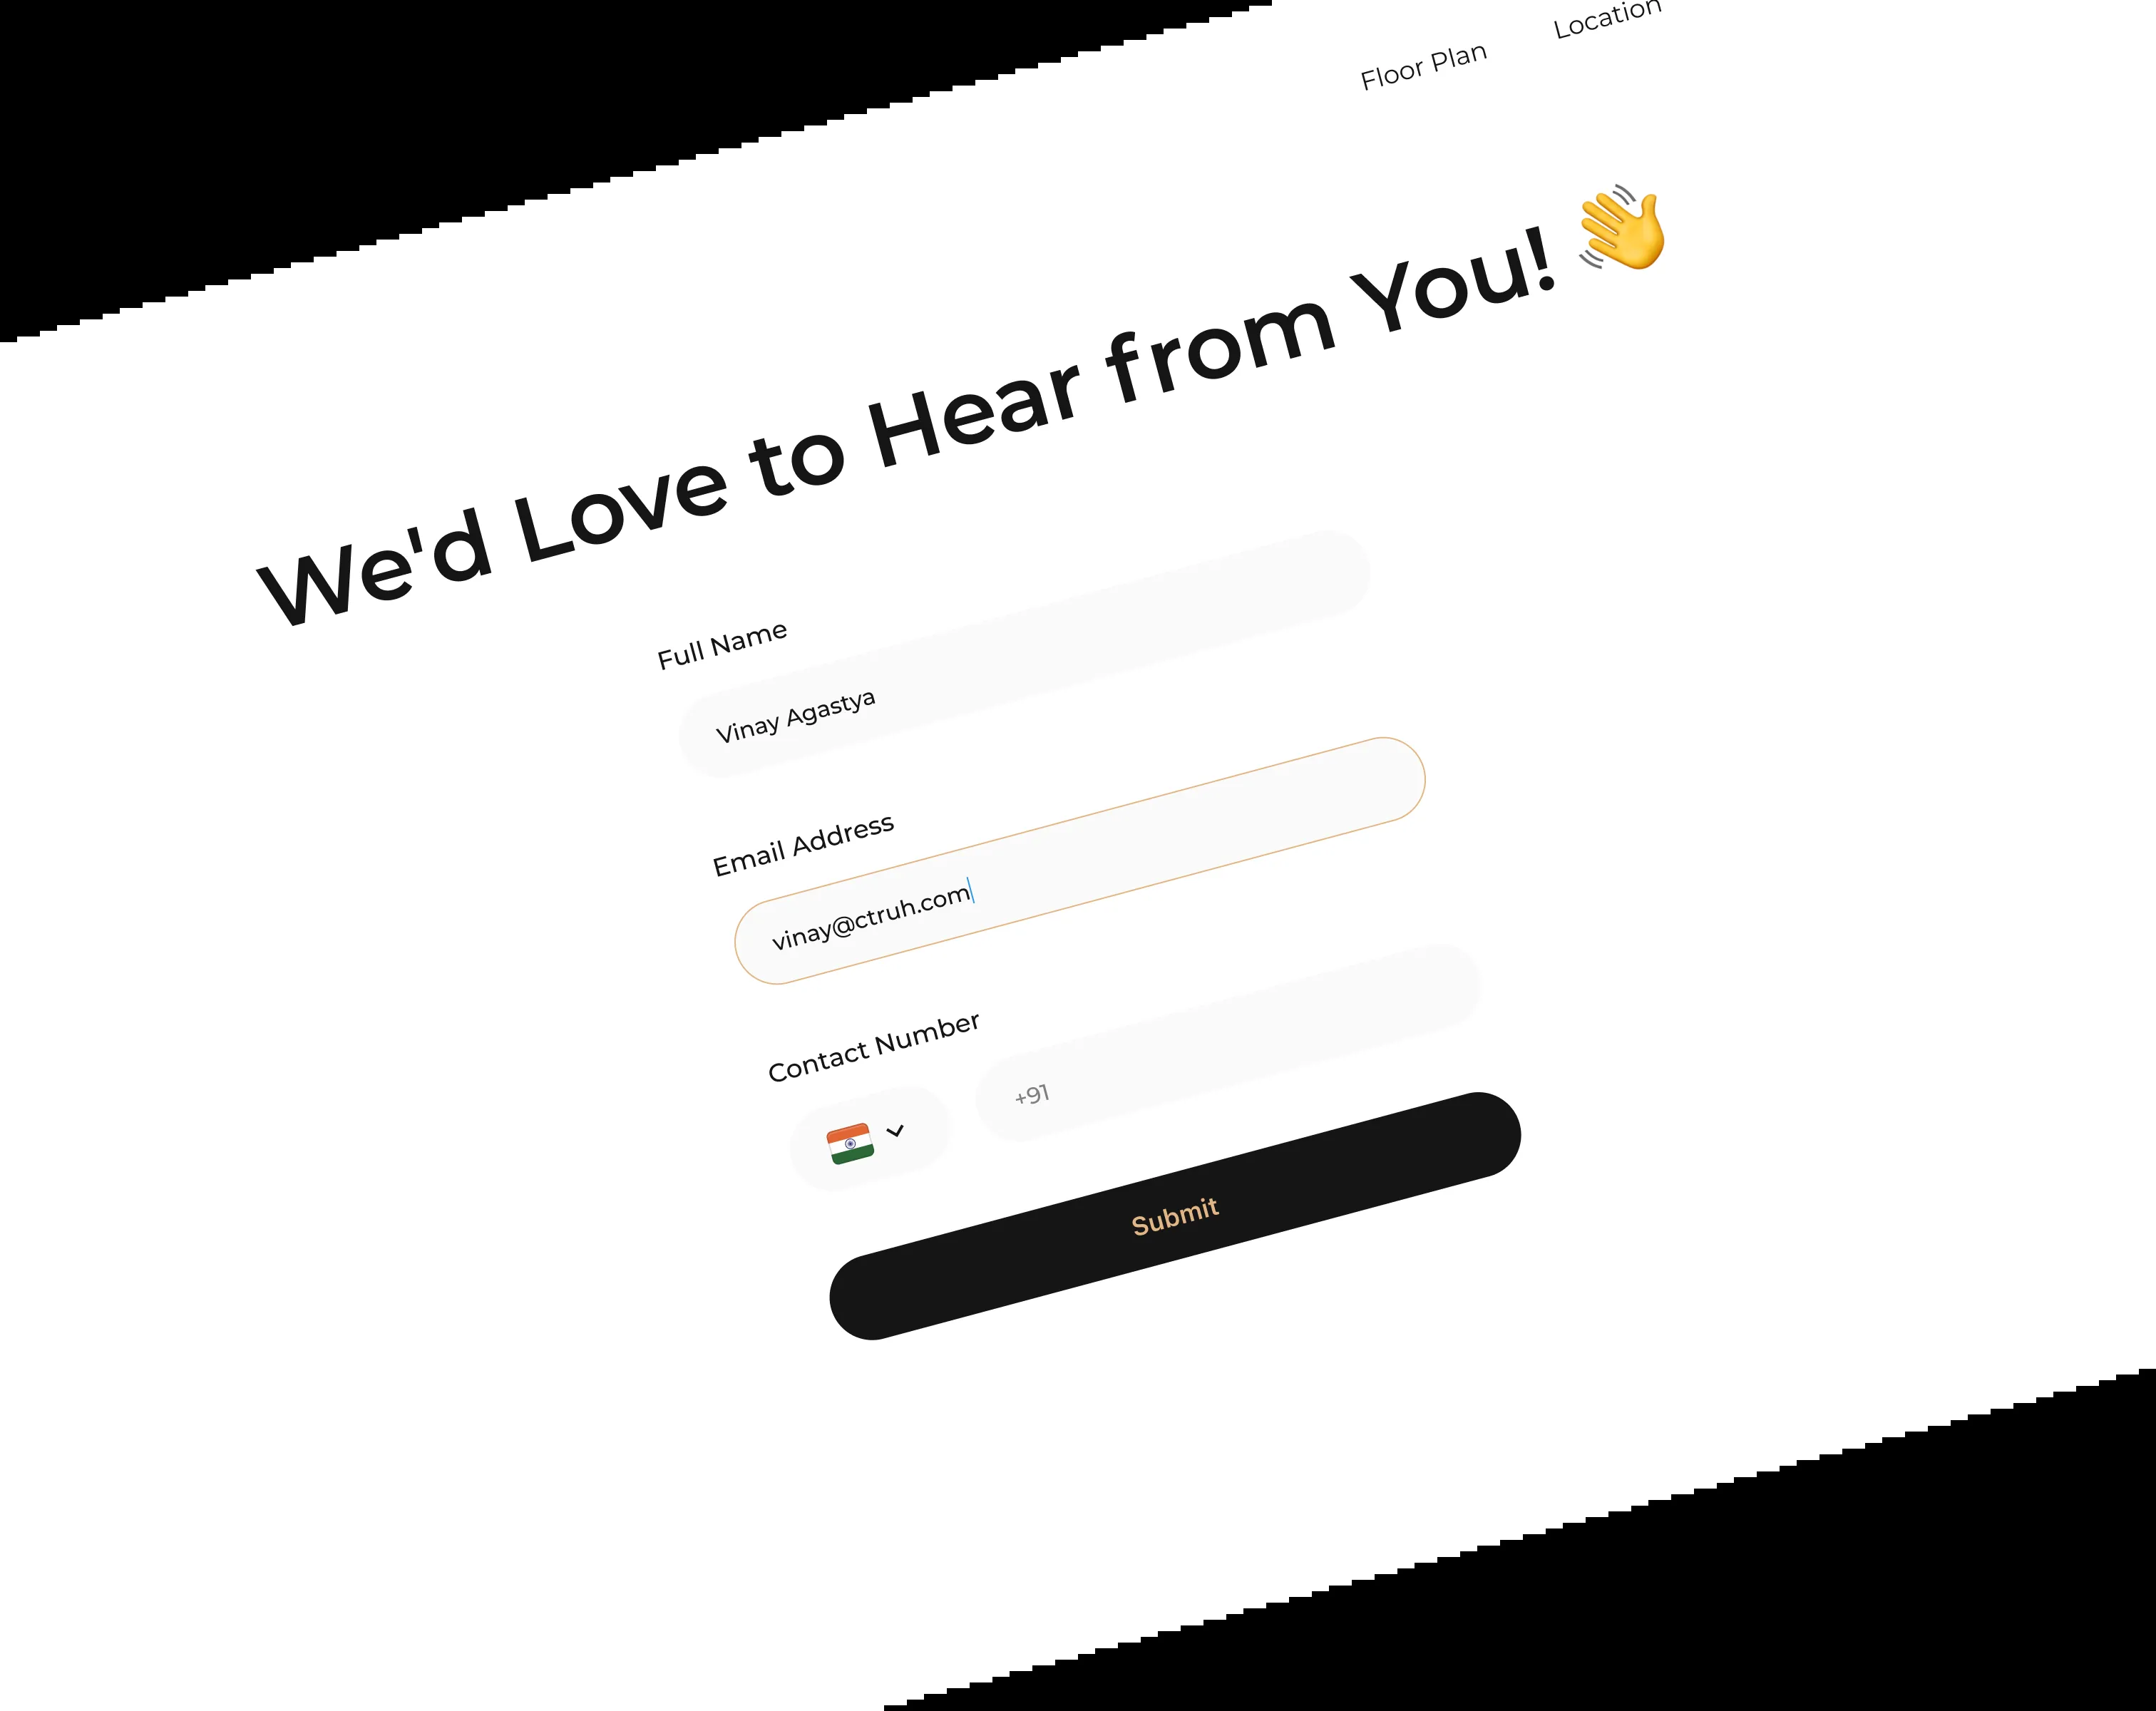 Floor Plan
Location
We'd Love to Hear from You! 👋
Full Name
Vinay Agastya
Email Address
vinay@ctruh.com
Contact Number
+91
Submit